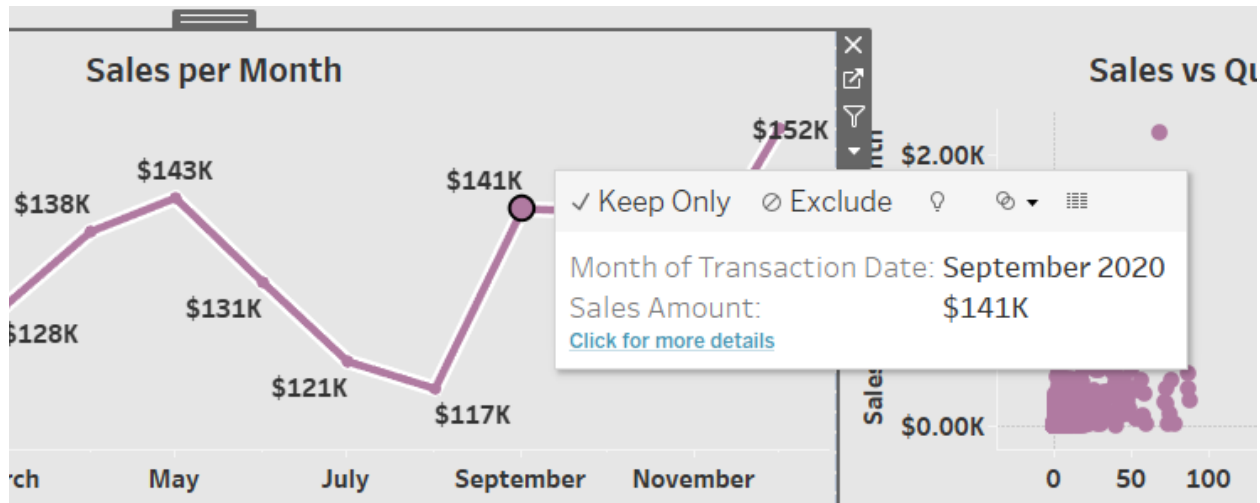 Sales per Month
Sales vs Qu
$152K
$143K
$141K
$138K
$131K
$128K
$121K
$117K
rch
May
July
September
November
Keep Only
Exclude
Month of Transaction Date: September 2020
Sales Amount: $141K
Click for more details
$2.00K
$0.00K
Sales
nth
0
50
100